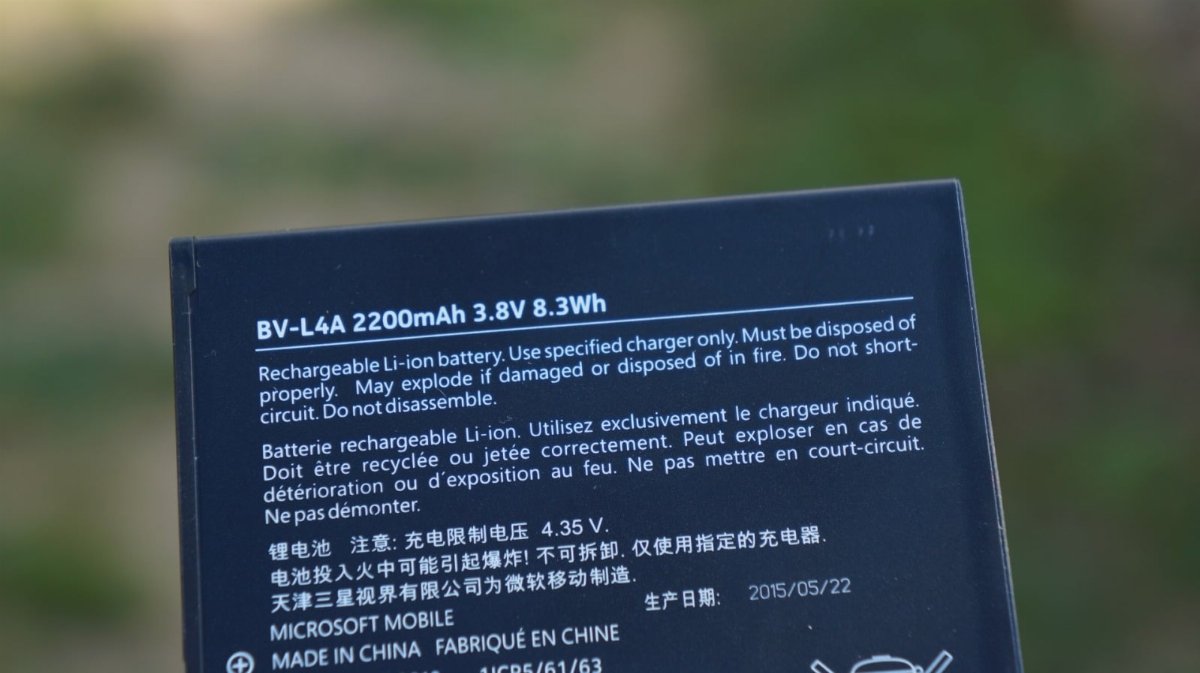 BV-L4A 2200mAh 3.8V 8.3Wh
Rechargeable Li-ion battery. Use specified charger only. Must be disposed of
properly. May explode if damaged or disposed of in fire. Do not short-
circuit. Do not disassemble.
Batterie rechargeable Li-ion. Utilisez exclusivement le chargeur indiqué.
Doit être recyclée ou jetée correctement. Peut exploser en cas de
détérioration ou d´exposition au feu. Ne pas mettre en court-circuit.
Ne pas démonter.
锂电池 注意: 充电限制电压 4.35 V.
电池投入火中可能引起爆炸! 不可拆卸. 仅使用指定的充电器.
天津三星视界有限公司为微软移动制造.
生产日期: 2015/05/22
MICROSOFT MOBILE
MADE IN CHINA FABRIQUÉ EN CHINE
1ICP5/61/63